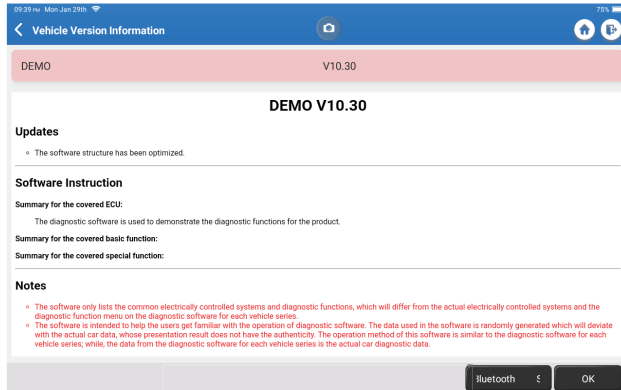 09:39 PM Mon Jan 29th 75%
Vehicle Version Information
DEMO V10.30
DEMO V10.30
Updates
The software structure has been optimized.
Software Instruction
Summary for the covered ECU:
The diagnostic software is used to demonstrate the diagnostic functions for the product.
Summary for the covered basic function:
Summary for the covered special function:
Notes
The software only lists the common electrically controlled systems and diagnostic functions, which will differ from the actual electrically controlled systems and the
diagnostic function menu on the diagnostic software for each vehicle series.
The software is intended to help the users get familiar with the operation of diagnostic software. The data used in the software is randomly generated which will deviate
with the actual car data, whose presentation result does not have the authenticity. The operation method of this software is similar to the diagnostic software for each
vehicle series; while, the data from the diagnostic software for each vehicle series is the actual car diagnostic data.
OK